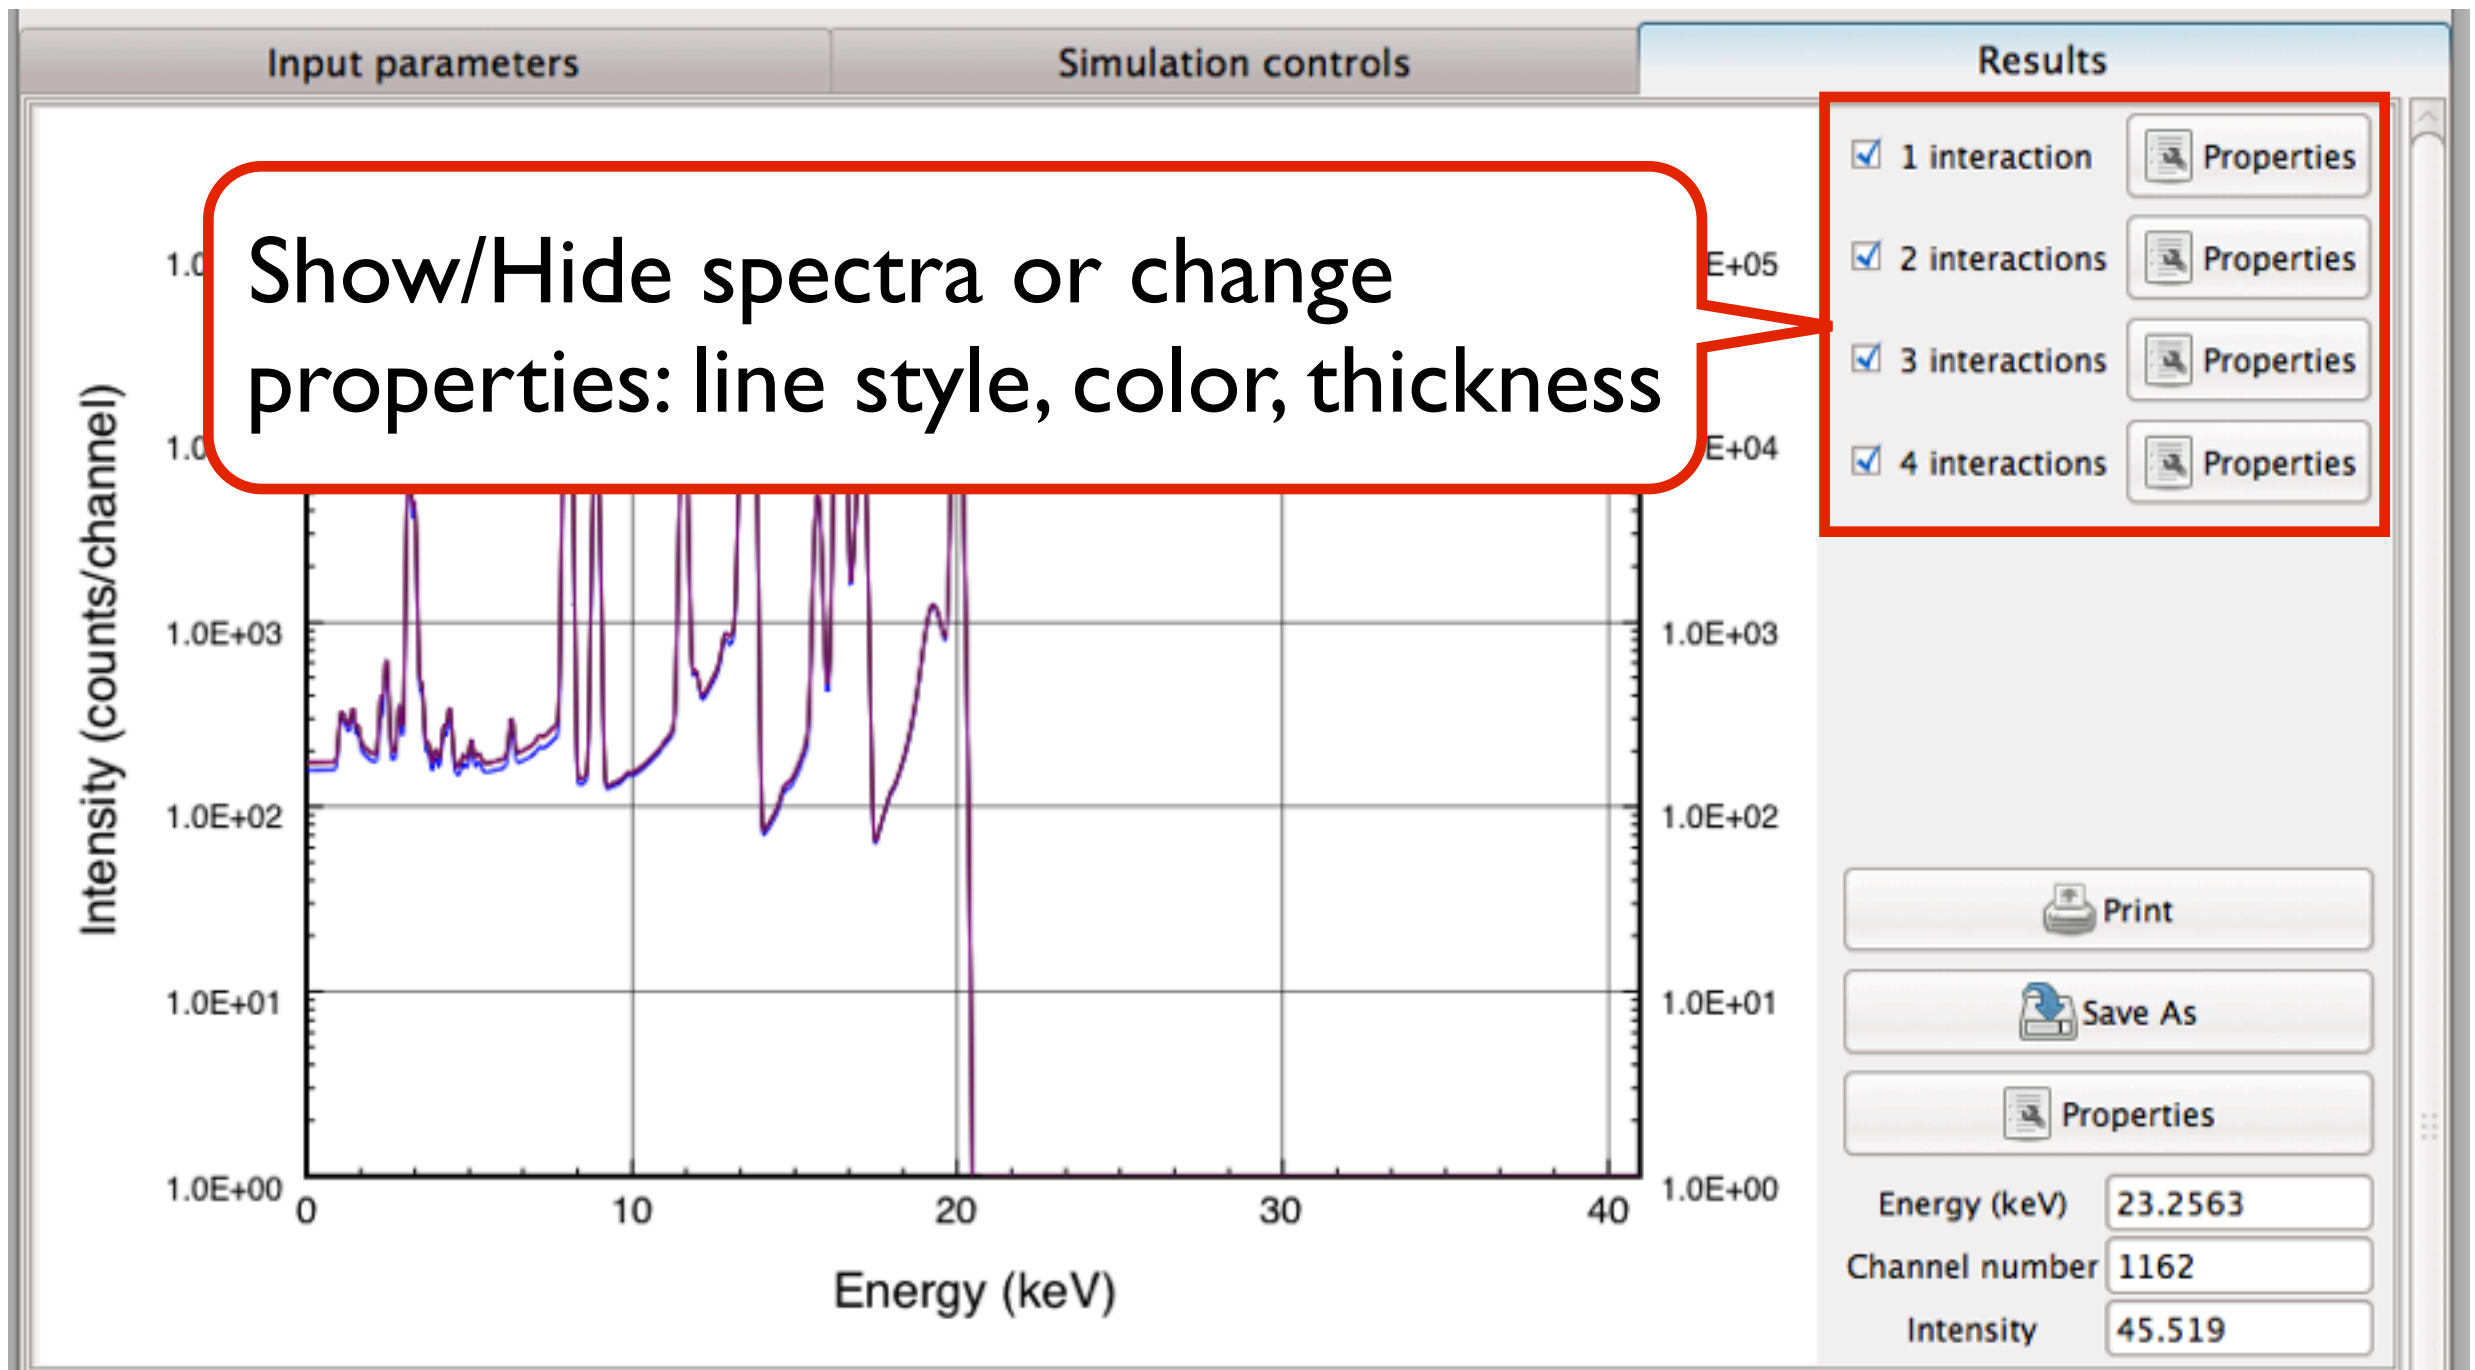 Input parameters
Simulation controls
Results
1 interaction
Properties
2 interactions
Properties
3 interactions
Properties
4 interactions
Properties
Show/Hide spectra or change
properties: line style, color, thickness
Intensity (counts/channel)
1.0
E+05
1.0
E+04
1.0E+03
1.0E+03
1.0E+02
1.0E+02
1.0E+01
1.0E+01
1.0E+00
1.0E+00
0
10
20
30
40
Energy (keV)
Print
Save As
Properties
Energy (keV) 23.2563
Channel number 1162
Intensity 45.519